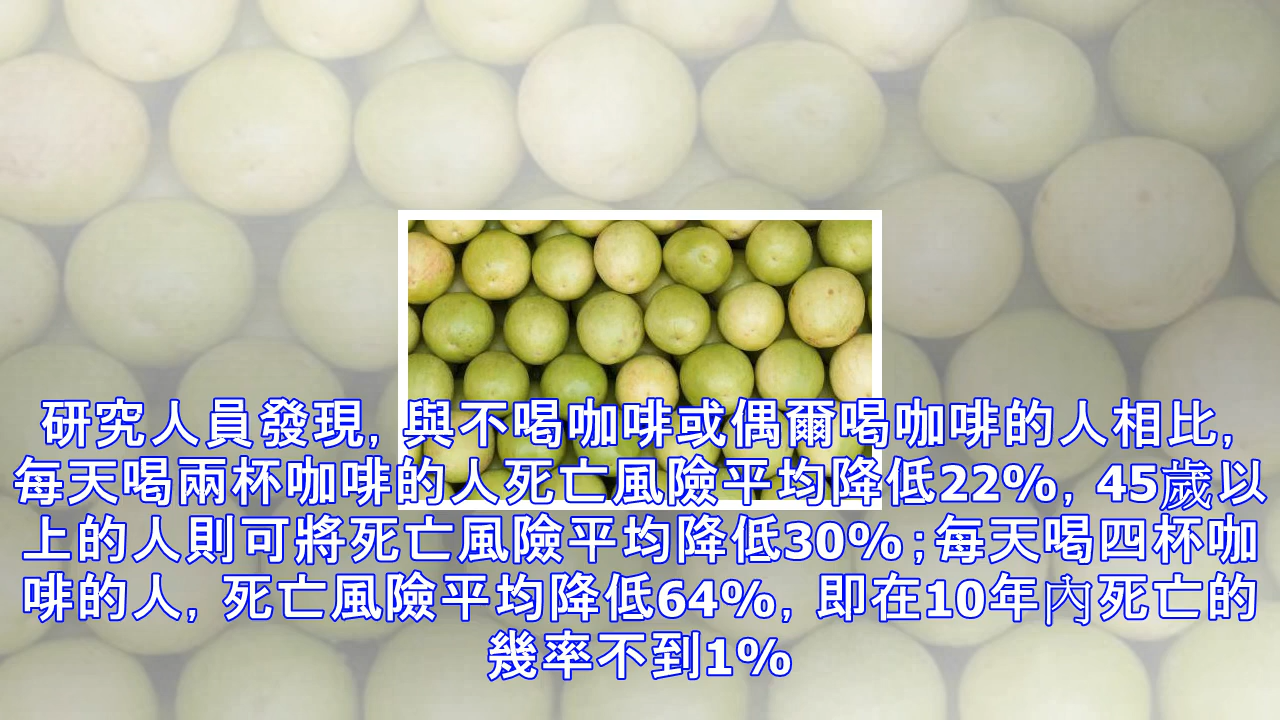 研究人員發現, 與不喝咖啡或偶爾喝咖啡的人相比,
每天喝兩杯咖啡的人死亡風險平均降低22%, 45歲以
上的人則可將死亡風險平均降低30%;每天喝四杯咖
啡的人, 死亡風險平均降低64%, 即在10年內死亡的
幾率不到1%